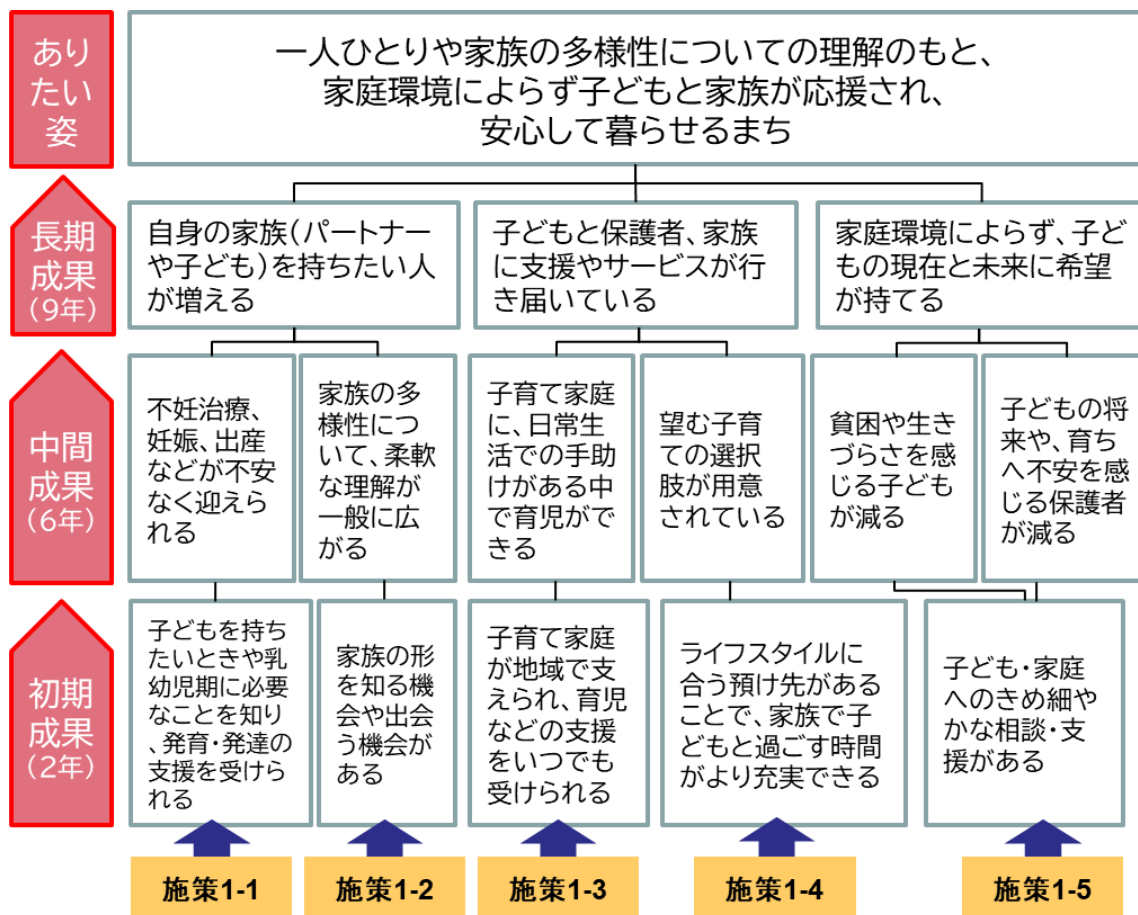 ありたい姿
一人ひとりや家族の多様性についての理解のもと、
家庭環境によらず子どもと家族が応援され、
安心して暮らせるまち
長期
成果
(9年)
自身の家族(パートナー
や子ども)を持ちたい人
が増える
子どもと保護者、家族
に支援やサービスが行
き届いている
家庭環境によらず、子ど
もの現在と未来に希望
が持てる
中間
成果
(6年)
不妊治療、
妊娠、出産
などが不安
なく迎えら
れる
家族の多
様性につ
いて、柔軟
な理解が
一般に広
がる
子育て家庭
に、日常生
活での手助
けがある中
で育児がで
きる
望む子育
ての選択
肢が用意
されている
貧困や生き
づらさを感
じる子ども
が減る
子どもの将
来や、育ち
へ不安を感
じる保護者
が減る
初期
成果
(2年)
子どもを持ち
たいときや乳
幼児期に必要
なことを知り
、発育・発達の
支援を受けら
れる
家族の形
を知る機
会や出会
う機会が
ある
子育て家庭
が地域で支
えられ、育児
などの支援
をいつでも
受けられる
ライフスタイルに
合う預け先がある
ことで、家族で子
どもと過ごす時間
がより充実できる
子ども・家庭
へのきめ細や
かな相談・支
援がある
施策1-1
施策1-2
施策1-3
施策1-4
施策1-5